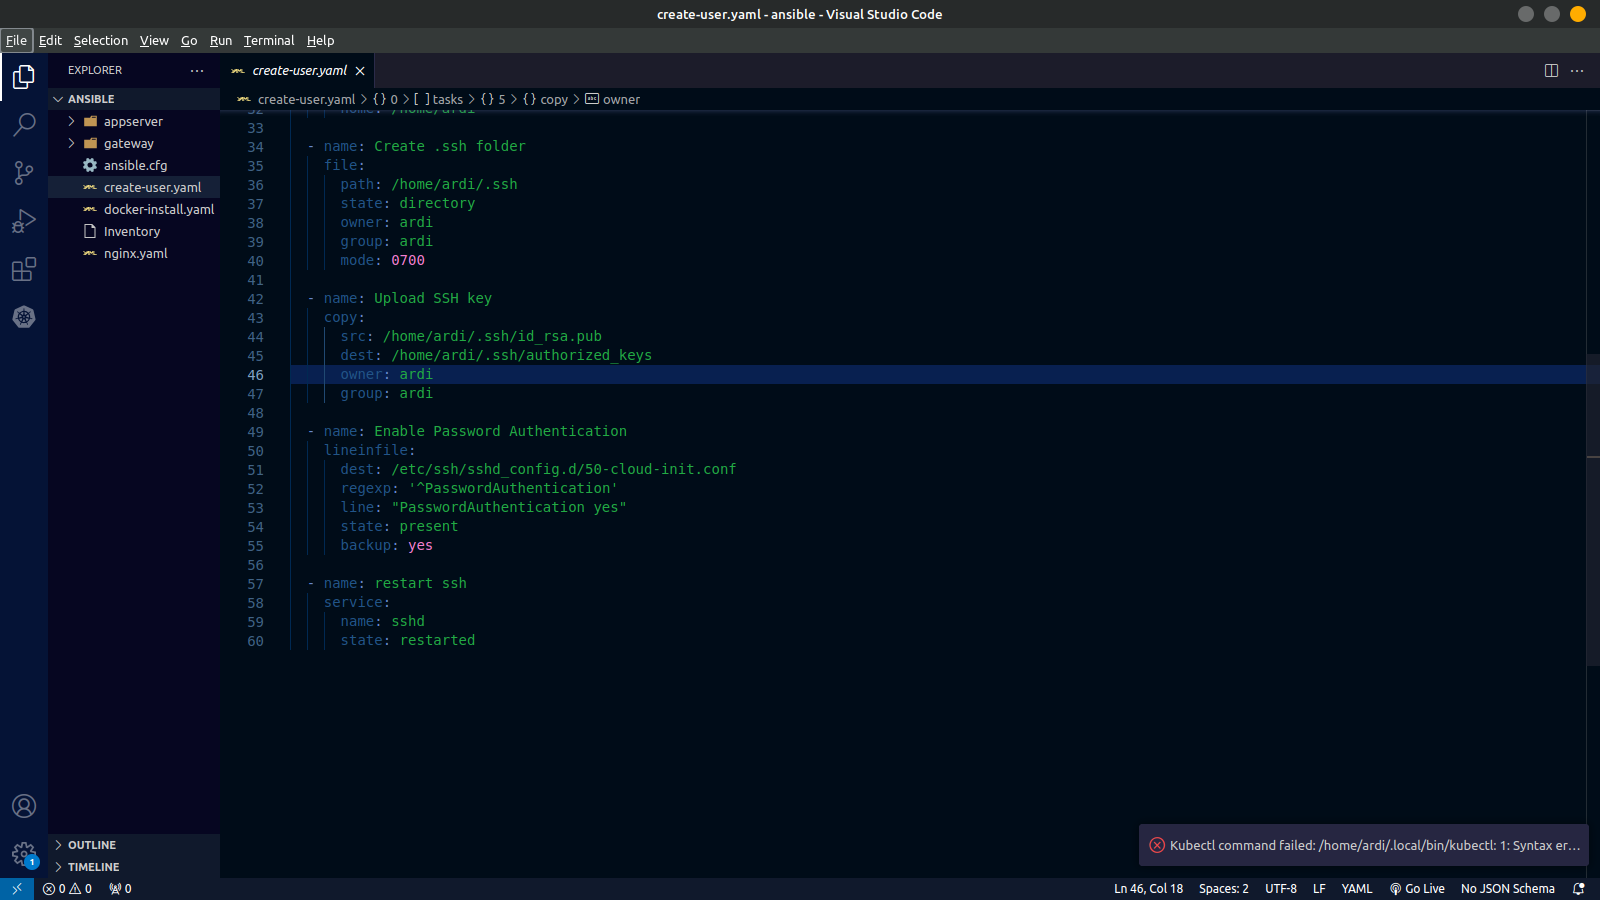 create-user.yaml - ansible - Visual Studio Code
File Edit Selection View Go Run Terminal Help
EXPLORER
create-user.yaml
ANSIBLE
create-user.yaml > {} 0 > [ ] tasks > {} 5 > {} copy > owner
appserver
gateway
ansible.cfg
create-user.yaml
docker-install.yaml
Inventory
nginx.yaml
32 home: /home/ardi
33
34 - name: Create .ssh folder
35 file:
36 path: /home/ardi/.ssh
37 state: directory
38 owner: ardi
39 group: ardi
40 mode: 0700
41
42 - name: Upload SSH key
43 copy:
44 src: /home/ardi/.ssh/id_rsa.pub
45 dest: /home/ardi/.ssh/authorized_keys
46 owner: ardi
47 group: ardi
48
49 - name: Enable Password Authentication
50 lineinfile:
51 dest: /etc/ssh/sshd_config.d/50-cloud-init.conf
52 regexp: '^PasswordAuthentication'
53 line: "PasswordAuthentication yes"
54 state: present
55 backup: yes
56
57 - name: restart ssh
58 service:
59 name: sshd
60 state: restarted
OUTLINE
TIMELINE
1
Kubectl command failed: /home/ardi/.local/bin/kubectl: 1: Syntax er...
0 0 0
Ln 46, Col 18 Spaces: 2 UTF-8 LF YAML Go Live No JSON Schema